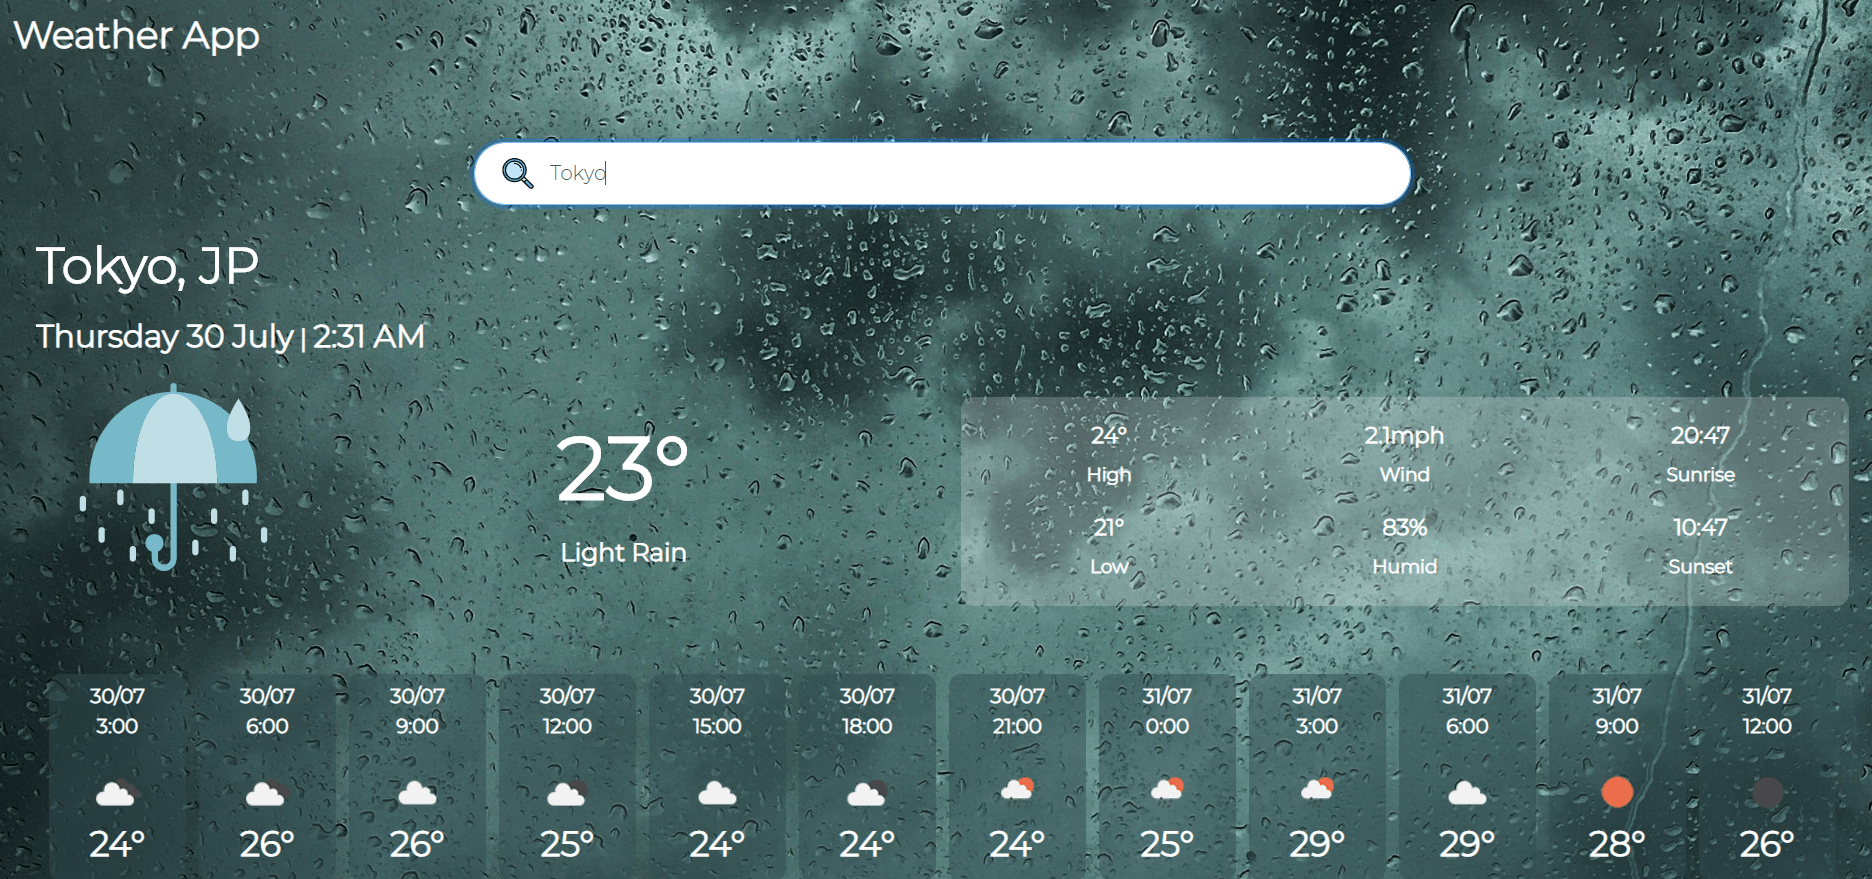 Weather App
Tokyo
Tokyo, JP
Thursday 30 July | 2:31 AM
23°
Light Rain
24° 2.1mph 20:47
High Wind Sunrise
21° 83% 10:47
Low Humid Sunset
30/07 30/07 30/07 30/07 30/07 30/07 30/07 31/07 31/07 31/07 31/07 31/07
3:00 6:00 9:00 12:00 15:00 18:00 21:00 0:00 3:00 6:00 9:00 12:00
24° 26° 26° 25° 24° 24° 24° 25° 29° 29° 28° 26°